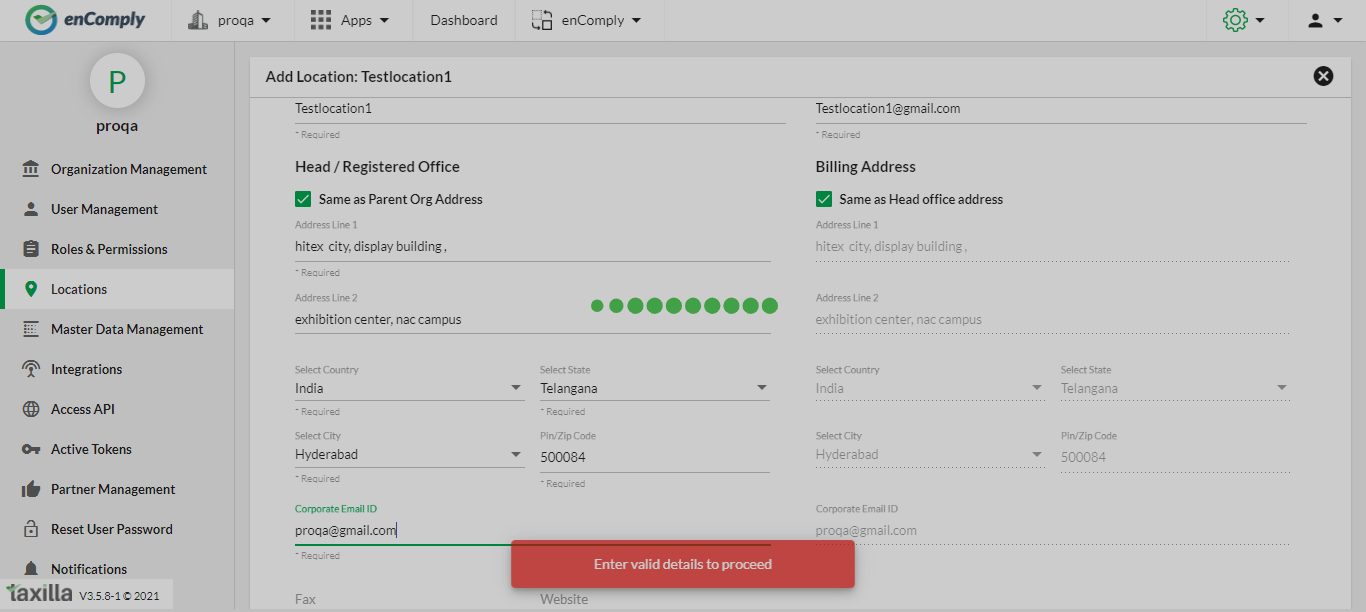 enComply proqa Apps Dashboard enComply
P
proqa
Organization Management
User Management
Roles & Permissions
Locations
Master Data Management
Integrations
Access API
Active Tokens
Partner Management
Reset User Password
Notifications
taxilla V3.5.8-1 © 2021
Add Location: Testlocation1
Testlocation1 Testlocation1@gmail.com
* Required * Required
Head / Registered Office Billing Address
Same as Parent Org Address Same as Head office address
Address Line 1 Address Line 1
hitex city, display building , hitex city, display building ,
* Required
Address Line 2 Address Line 2
exhibition center, nac campus exhibition center, nac campus
Select Country Select State Select Country Select State
India Telangana India Telangana
* Required * Required
Select City Pin/Zip Code Select City Pin/Zip Code
Hyderabad 500084 Hyderabad 500084
* Required * Required
Corporate Email ID Corporate Email ID
proqa@gmail.com proqa@gmail.com
* Required
Enter valid details to proceed
Fax Website